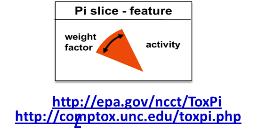 Pi slice - feature
weight
factor
activity
http://epa.gov/ncct/ToxPi
http://comptox.unc.edu/toxpi.php